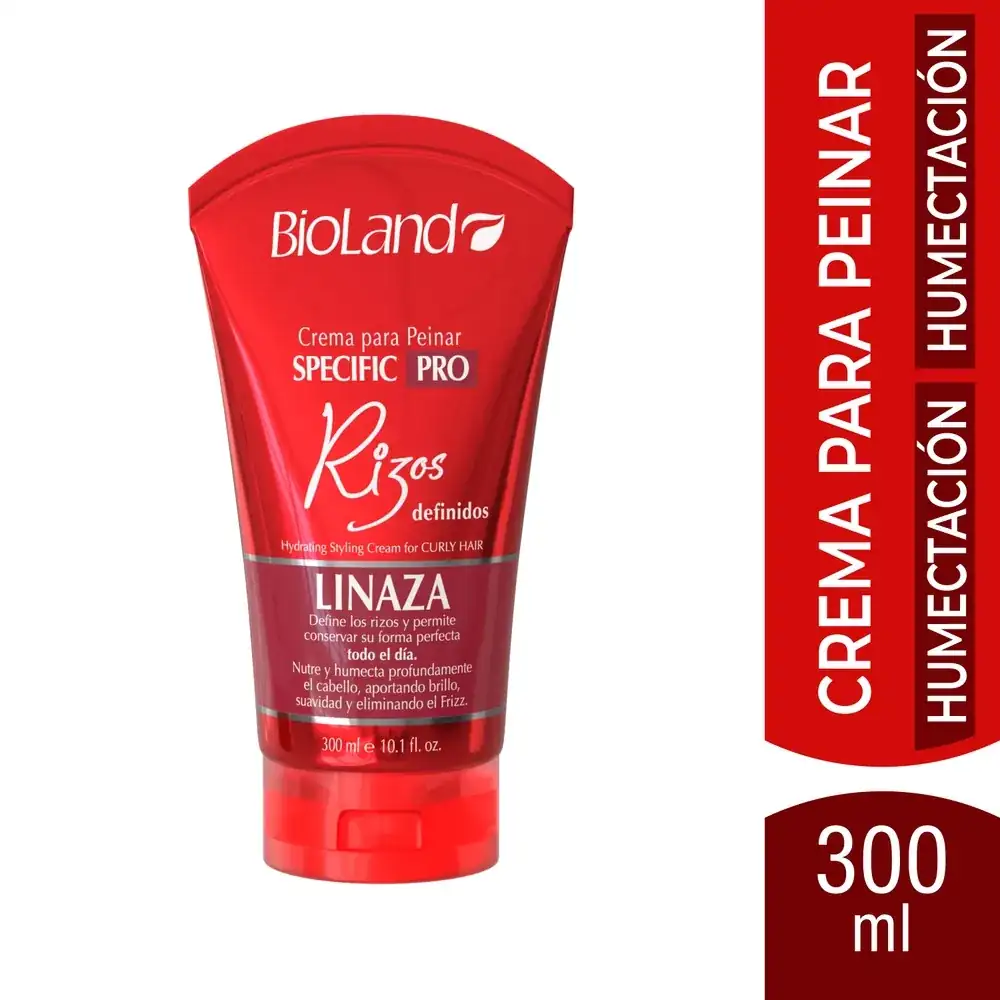 BioLand
Crema para Peinar
SPECIFIC PRO
Rizos
definidos
Hydrating Styling Cream for CURLY HAIR
LINAZA
Define los rizos y permite
conservar su forma perfecta
todo el día.
Nutre y humecta profundamente
el cabello, aportando brillo,
suavidad y eliminando el Frizz.
300 ml e 10.1 fl. oz.
CREMA PARA PEINAR
HUMECTACIÓN
HUMECTACIÓN
300
ml